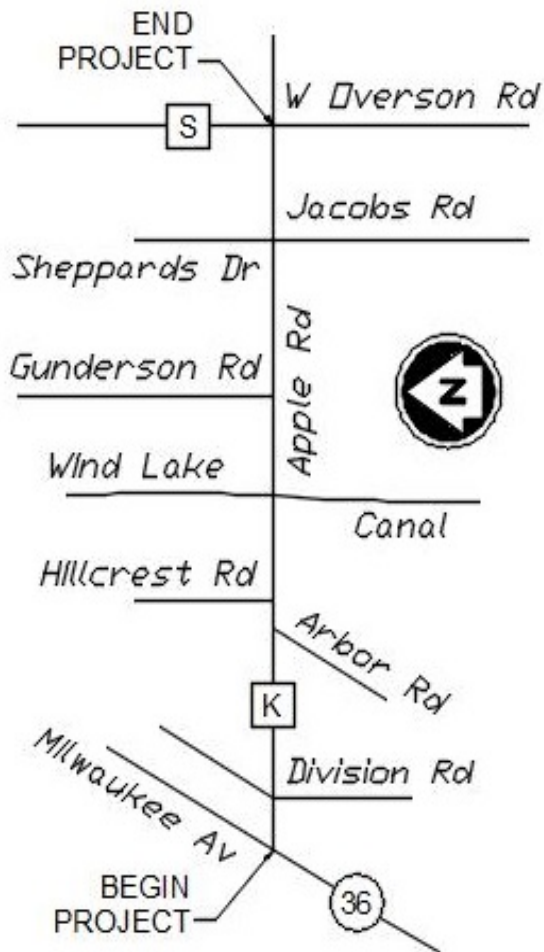 END
PROJECT
W Overson Rd
S
Jacobs Rd
Sheppards Dr
Apple Rd
Gunderson Rd
N
Wind Lake
Canal
Hillcrest Rd
Arbor Rd
K
Milwaukee Av
Division Rd
BEGIN
PROJECT
36